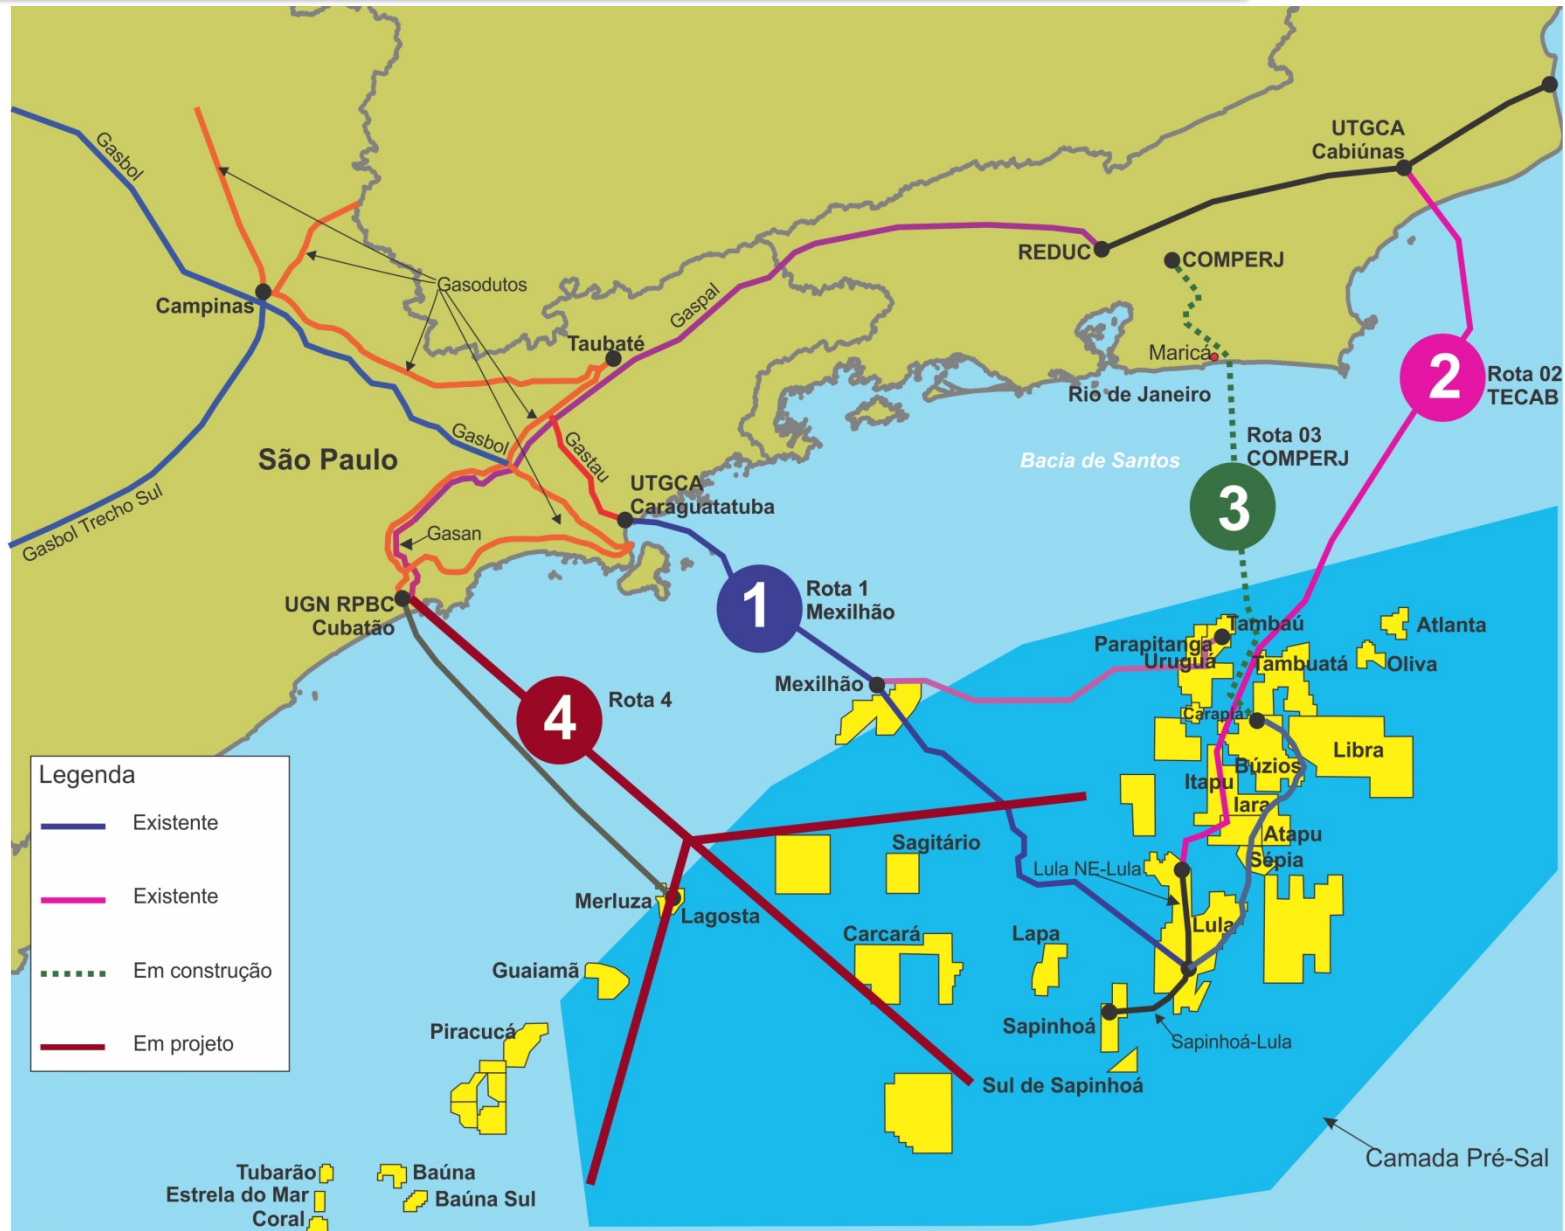 UTGCA
Cabiúnas
Gasbol
REDUC
COMPERJ
Gasodutos
Campinas
Gaspal
Taubaté
Maricá
Rio de Janeiro
2
Rota 02
TECAB
Gasbol
São Paulo
Gastau
Rota 03
COMPERJ
Bacia de Santos
UTGCA
Caraguatatuba
3
Gasbol Trecho Sul
Gasan
UGN RPBC
Cubatão
1
Rota 1
Mexilhão
Tambaú
Atlanta
Parapitanga
Uruguá
Tambuatá
Oliva
Mexilhão
4
Rota 4
Carapiá
Libra
Búzios
Itapu
Iara
Atapu
Sépia
Sagitário
Lula NE-Lula
Merluza
Lagosta
Lula
Carcará
Lapa
Guaiamã
Sapinhoá
Piracucá
Sapinhoá-Lula
Sul de Sapinhoá
Camada Pré-Sal
Legenda
Existente
Existente
Em construção
Em projeto
Tubarão
Baúna
Estrela do Mar
Baúna Sul
Coral